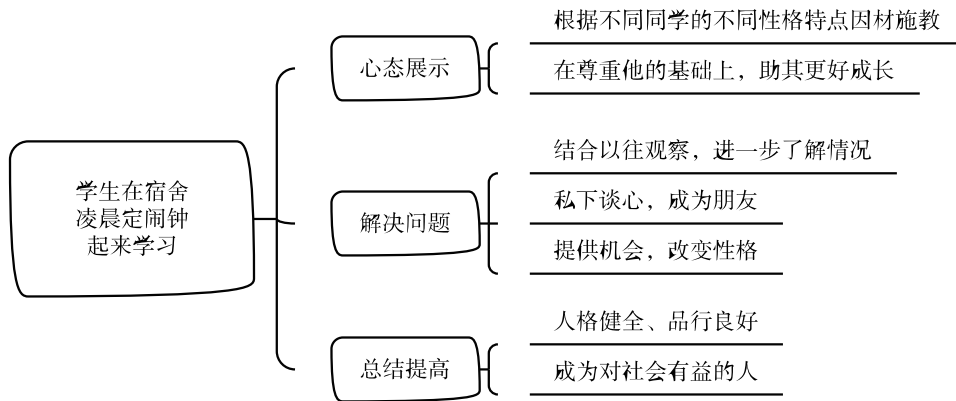 学生在宿舍
凌晨定闹钟
起来学习
心态展示
根据不同同学的不同性格特点因材施教
在尊重他的基础上，助其更好成长
解决问题
结合以往观察，进一步了解情况
私下谈心，成为朋友
提供机会，改变性格
总结提高
人格健全、品行良好
成为对社会有益的人